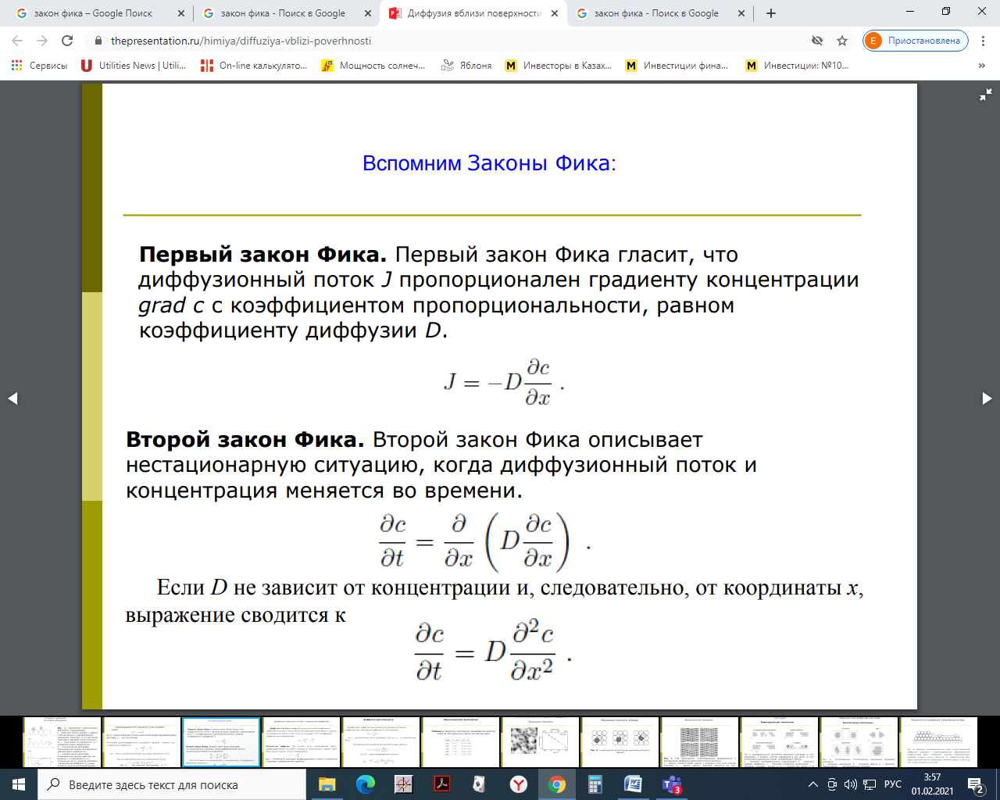 закон фика – Google Поиск
закон фика - Поиск в Google
Диффузия вблизи поверхности
закон фика - Поиск в Google
thepresentation.ru/himiya/diffuziya-vblizi-poverhnosti
E Приостановлена
Сервисы
Utilities News | Utili...
On-line калькулято...
Мощность солнеч...
Яблоня
Инвесторы в Казах...
Инвестиции фина...
Инвестиции: №10...
Вспомним Законы Фика:
Первый закон Фика. Первый закон Фика гласит, что
диффузионный поток J пропорционален градиенту концентрации
grad c с коэффициентом пропорциональности, равном
коэффициенту диффузии D.
J = −D ∂c/∂x .
Второй закон Фика. Второй закон Фика описывает
нестационарную ситуацию, когда диффузионный поток и
концентрация меняется во времени.
∂c/∂t = ∂/∂x (D ∂c/∂x) .
Если D не зависит от концентрации и, следовательно, от координаты x,
выражение сводится к
∂c/∂t = D ∂²c/∂x² .
Введите здесь текст для поиска
РУС
3:57
01.02.2021